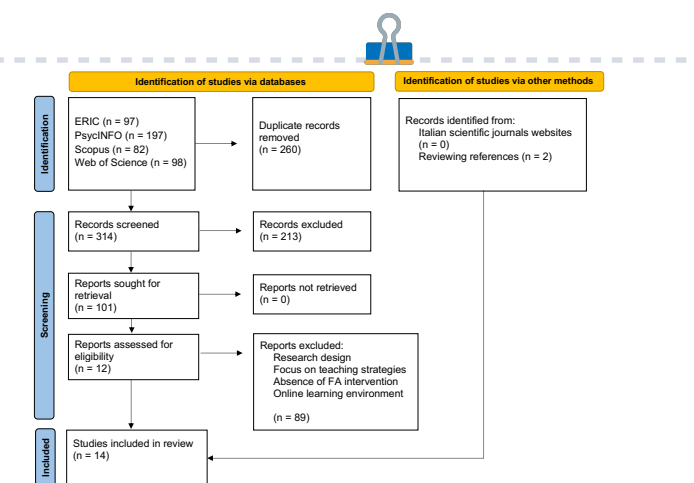 Identification of studies via databases
Identification of studies via other methods
Identification
ERIC (n = 97)
PsycINFO (n = 197)
Scopus (n = 82)
Web of Science (n = 98)
Duplicate records
removed
(n = 260)
Records identified from:
Italian scientific journals websites
(n = 0)
Reviewing references (n = 2)
Screening
Records screened
(n = 314)
Records excluded
(n = 213)
Reports sought for
retrieval
(n = 101)
Reports not retrieved
(n = 0)
Reports assessed for
eligibility
(n = 12)
Reports excluded:
Research design
Focus on teaching strategies
Absence of FA intervention
Online learning environment
(n = 89)
Included
Studies included in review
(n = 14)